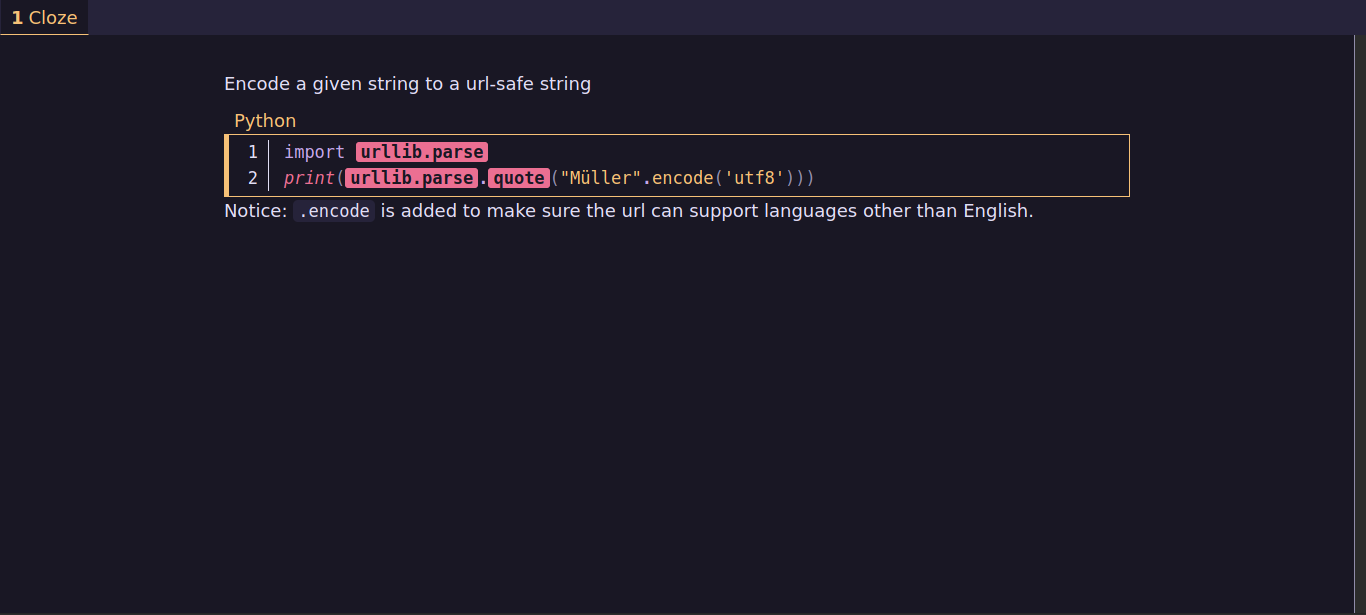 1 Cloze
Encode a given string to a url-safe string
Python
1 import urllib.parse
2 print(urllib.parse.quote("Müller".encode('utf8')))
Notice: .encode is added to make sure the url can support languages other than English.